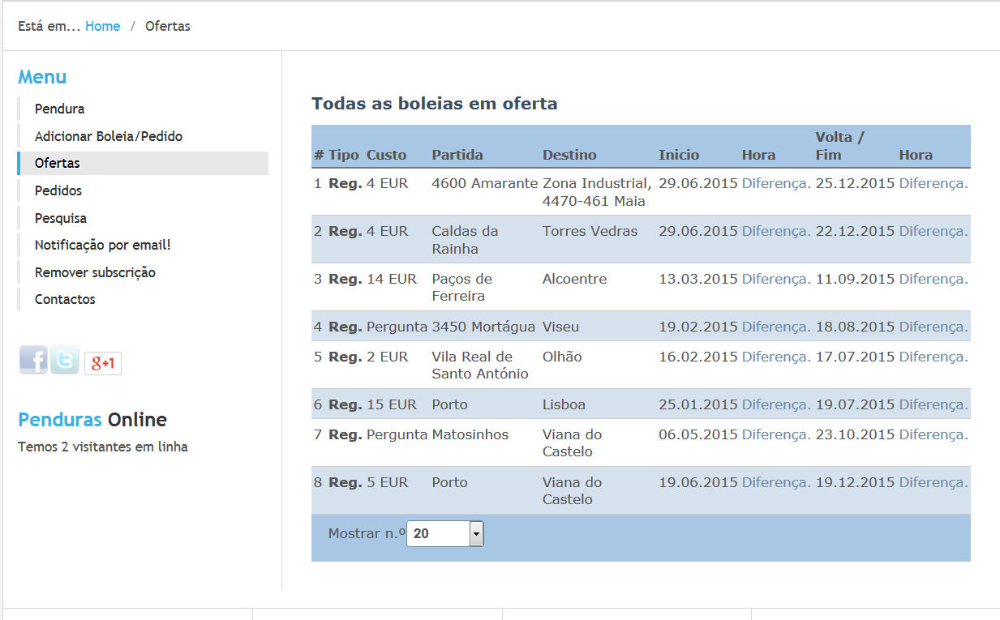 Está em... Home / Ofertas
Menu
Pendura
Adicionar Boleia/Pedido
Ofertas
Pedidos
Pesquisa
Notificação por email!
Remover subscrição
Contactos
f t g+1
Penduras Online
Temos 2 visitantes em linha
Todas as boleias em oferta
Volta /
# Tipo Custo Partida Destino Inicio Hora Fim Hora
1 Reg. 4 EUR 4600 Amarante Zona Industrial, 29.06.2015 Diferença. 25.12.2015 Diferença.
4470-461 Maia
2 Reg. 4 EUR Caldas da Torres Vedras 29.06.2015 Diferença. 22.12.2015 Diferença.
Rainha
3 Reg. 14 EUR Paços de Alcoentre 13.03.2015 Diferença. 11.09.2015 Diferença.
Ferreira
4 Reg. Pergunta 3450 Mortágua Viseu 19.02.2015 Diferença. 18.08.2015 Diferença.
5 Reg. 2 EUR Vila Real de Olhão 16.02.2015 Diferença. 17.07.2015 Diferença.
Santo António
6 Reg. 15 EUR Porto Lisboa 25.01.2015 Diferença. 19.07.2015 Diferença.
7 Reg. Pergunta Matosinhos Viana do 06.05.2015 Diferença. 23.10.2015 Diferença.
Castelo
8 Reg. 5 EUR Porto Viana do 19.06.2015 Diferença. 19.12.2015 Diferença.
Castelo
Mostrar n.º 20